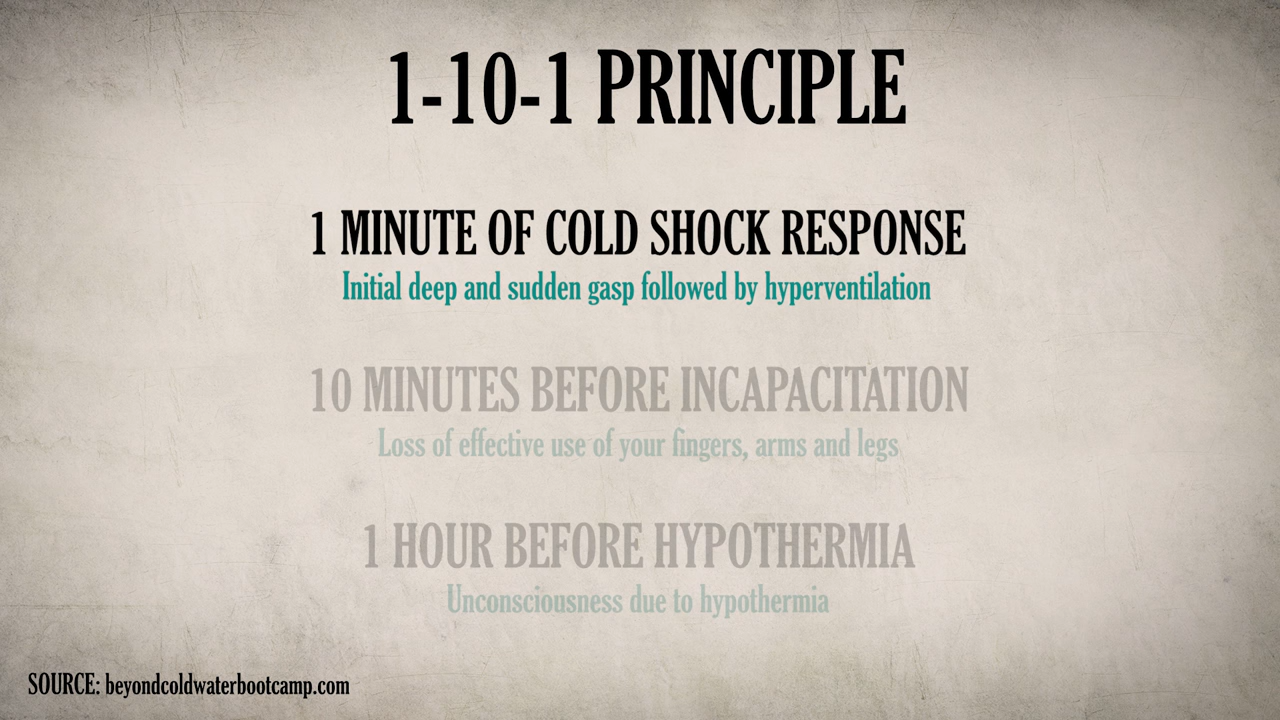 1-10-1 PRINCIPLE
1 MINUTE OF COLD SHOCK RESPONSE
Initial deep and sudden gasp followed by hyperventilation
10 MINUTES BEFORE INCAPACITATION
Loss of effective use of your fingers, arms and legs
1 HOUR BEFORE HYPOTHERMIA
Unconsciousness due to hypothermia
SOURCE: beyondcoldwaterbootcamp.com